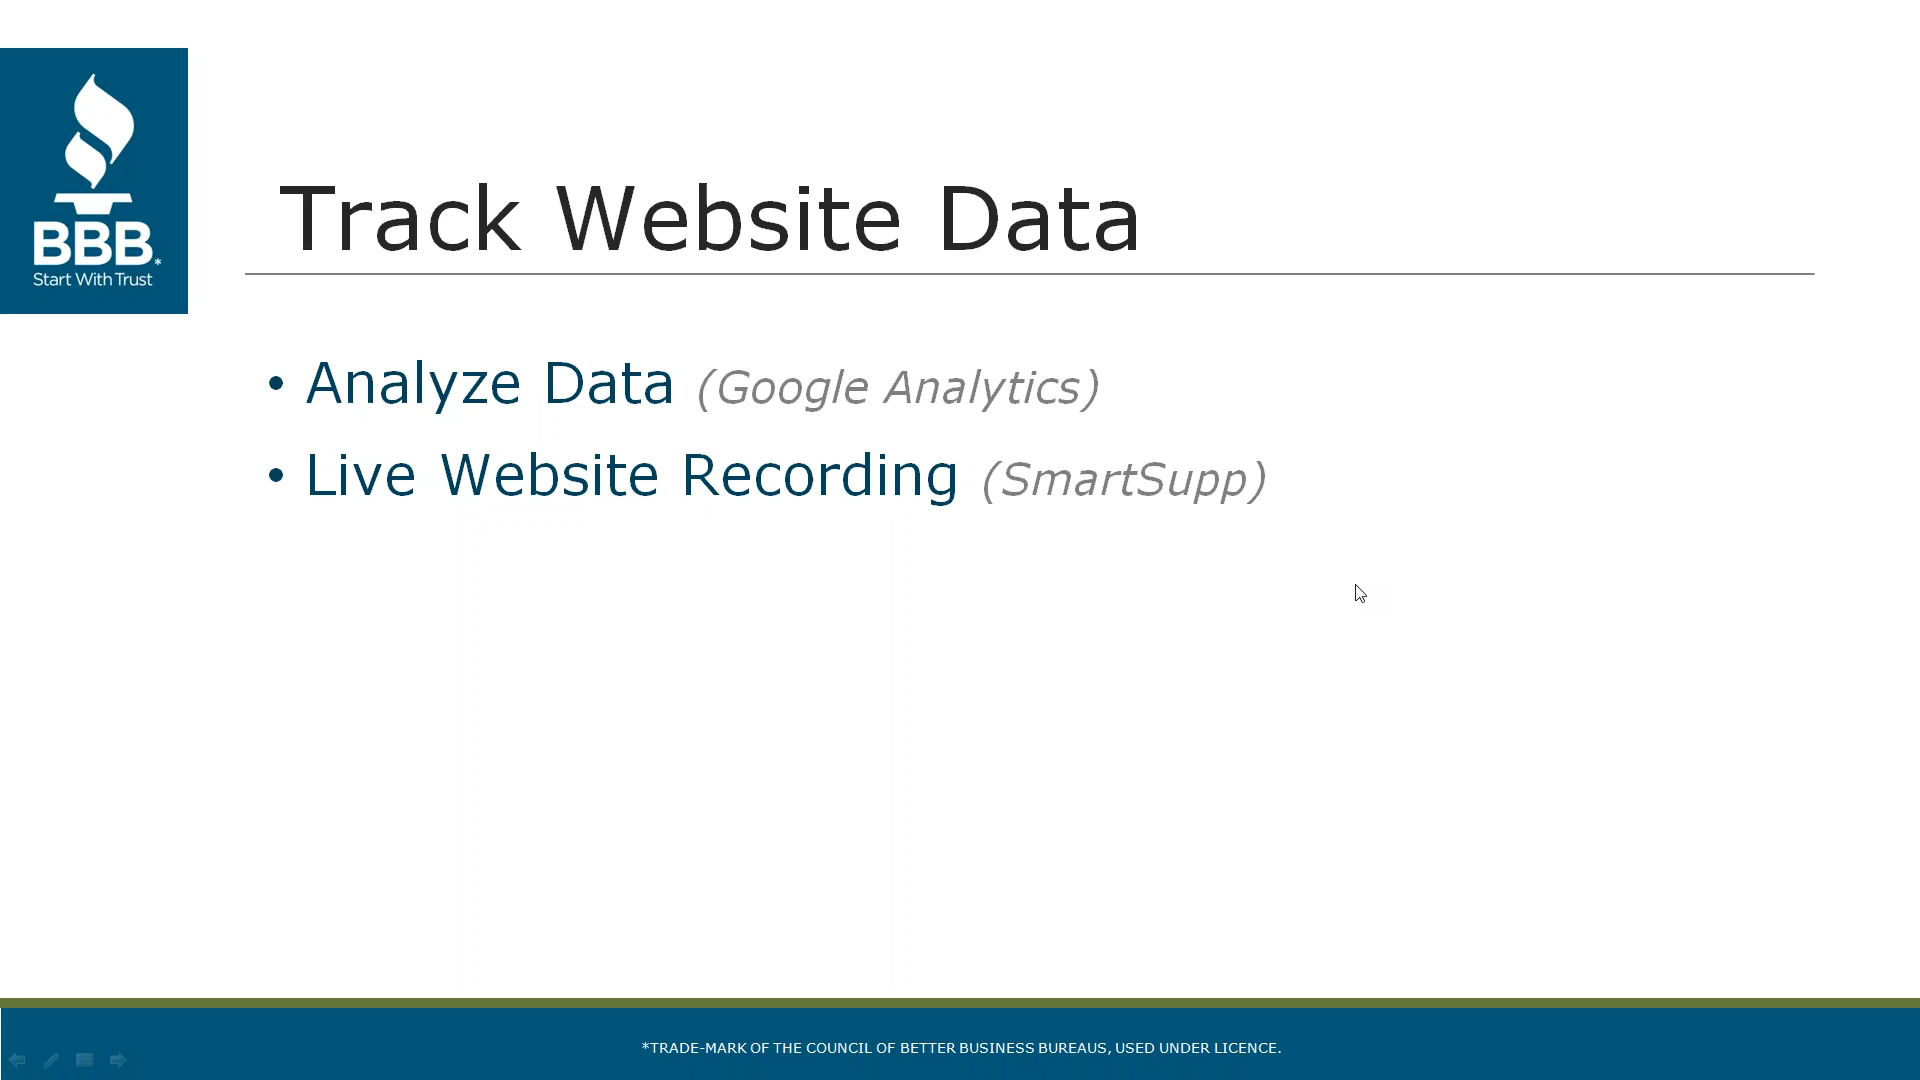 BBB*
Start With Trust
Track Website Data
• Analyze Data (Google Analytics)
• Live Website Recording (SmartSupp)
*TRADE-MARK OF THE COUNCIL OF BETTER BUSINESS BUREAUS, USED UNDER LICENCE.